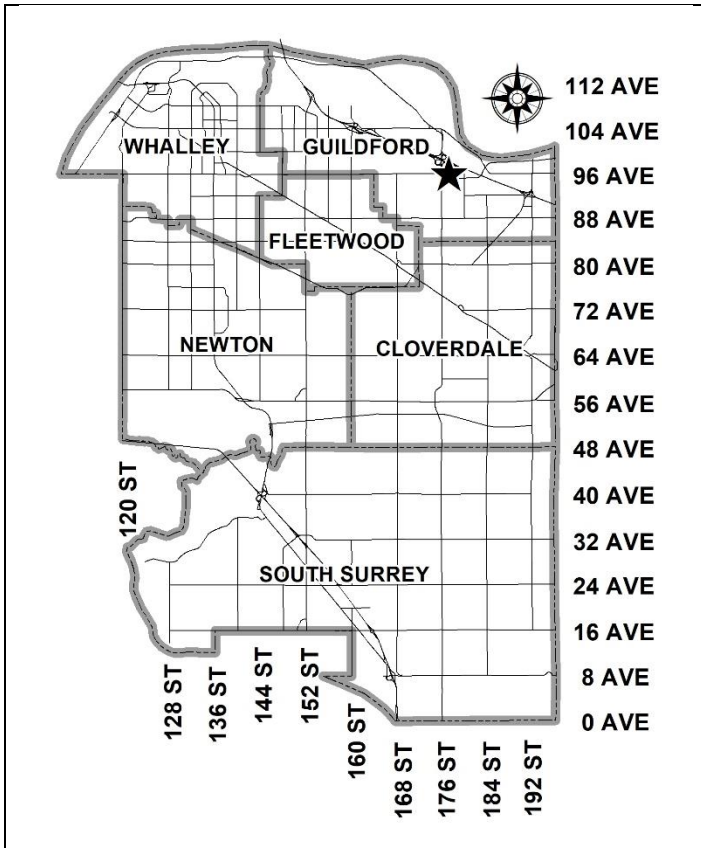 112 AVE
104 AVE
WHALLEY
GUILDFORD
96 AVE
88 AVE
FLEETWOOD
80 AVE
72 AVE
NEWTON
CLOVERDALE
64 AVE
56 AVE
48 AVE
120 ST
40 AVE
32 AVE
SOUTH SURREY
24 AVE
16 AVE
8 AVE
128 ST
136 ST
144 ST
152 ST
160 ST
0 AVE
168 ST
176 ST
184 ST
192 ST